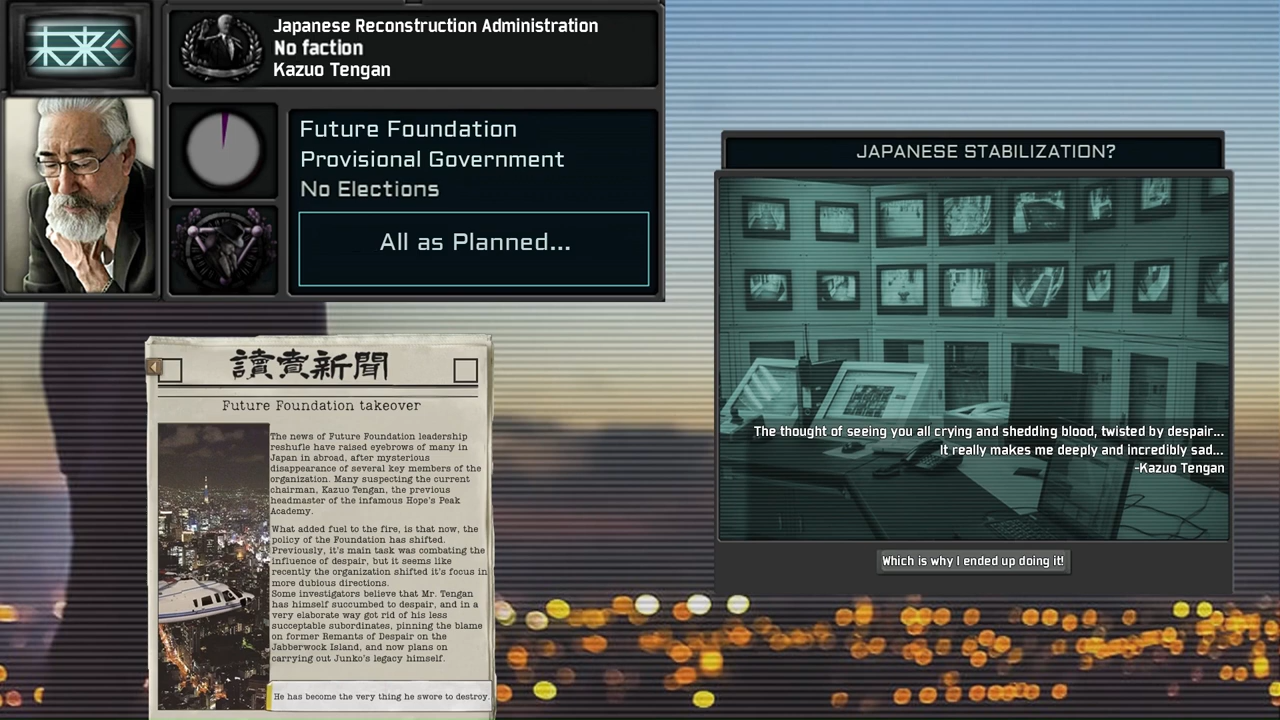 Japanese Reconstruction Administration
No faction
Kazuo Tengan
Future Foundation
Provisional Government
No Elections
All as Planned...
JAPANESE STABILIZATION?
The thought of seeing you all crying and shedding blood, twisted by despair...
It really makes me deeply and incredibly sad...
-Kazuo Tengan
Which is why I ended up doing it!
讀賣新聞
Future Foundation takeover
The news of Future Foundation leadership
reshufle have raised eyebrows of many in
Japan in abroad, after mysterious
disappearance of several key members of the
organization. Many suspecting the current
chairman, Kazuo Tengan, the previous
headmaster of the infamous Hope's Peak
Academy.
What added fuel to the fire, is that now, the
policy of the Foundation has shifted.
Previously, it's main task was combating the
influence of despair, but it seems like
recently the organization shifted it's focus in
more dubious directions.
Some investigators believe that Mr. Tengan
has himself succumbed to despair, and in a
very elaborate way got rid of his less
succeptable subordinates, pinning the blame
on former Remants of Despair on the
Jabberwock Island, and now plans on
carrying out Junko's legacy himself.
He has become the very thing he swore to destroy.